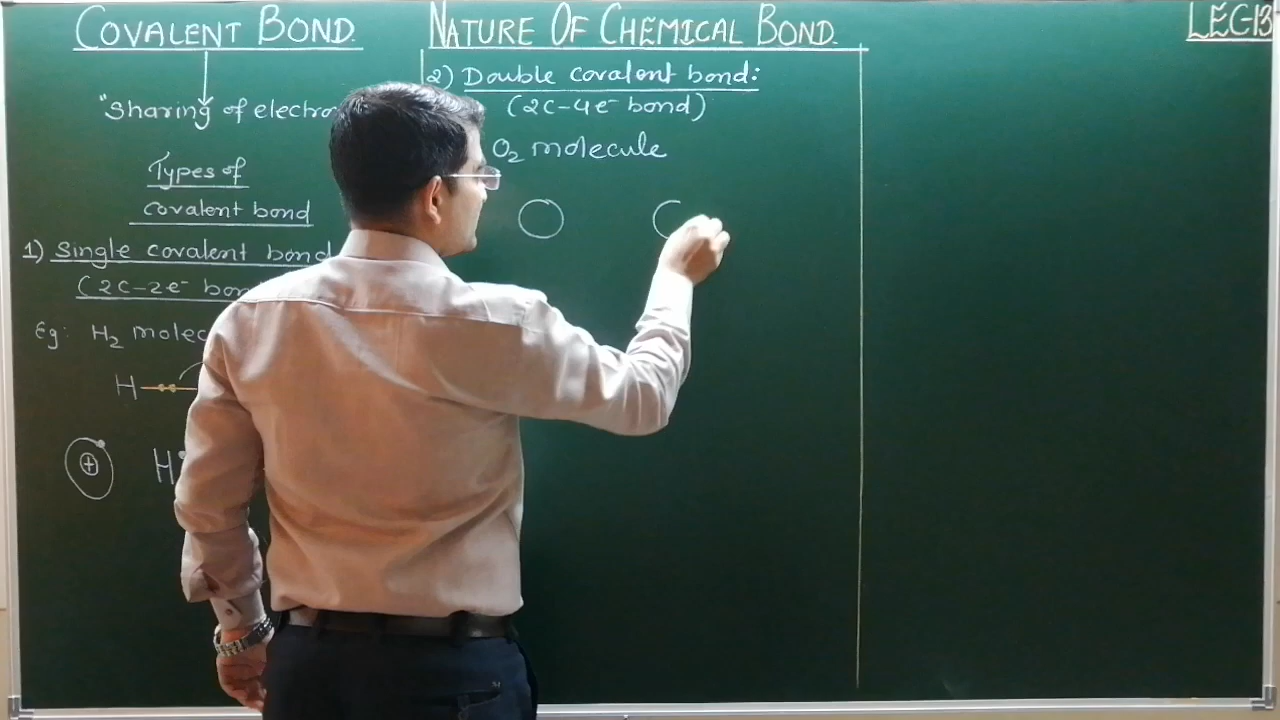 COVALENT BOND.
"Sharing of electro
Types of
covalent bond
1) Single covalent bond
(2c-2e⁻ bon
Eg: H₂ molec
H
+
H
NATURE OF CHEMICAL BOND.
2) Double covalent bond:
(2c-4e⁻ bond)
O₂ molecule
LEC-13